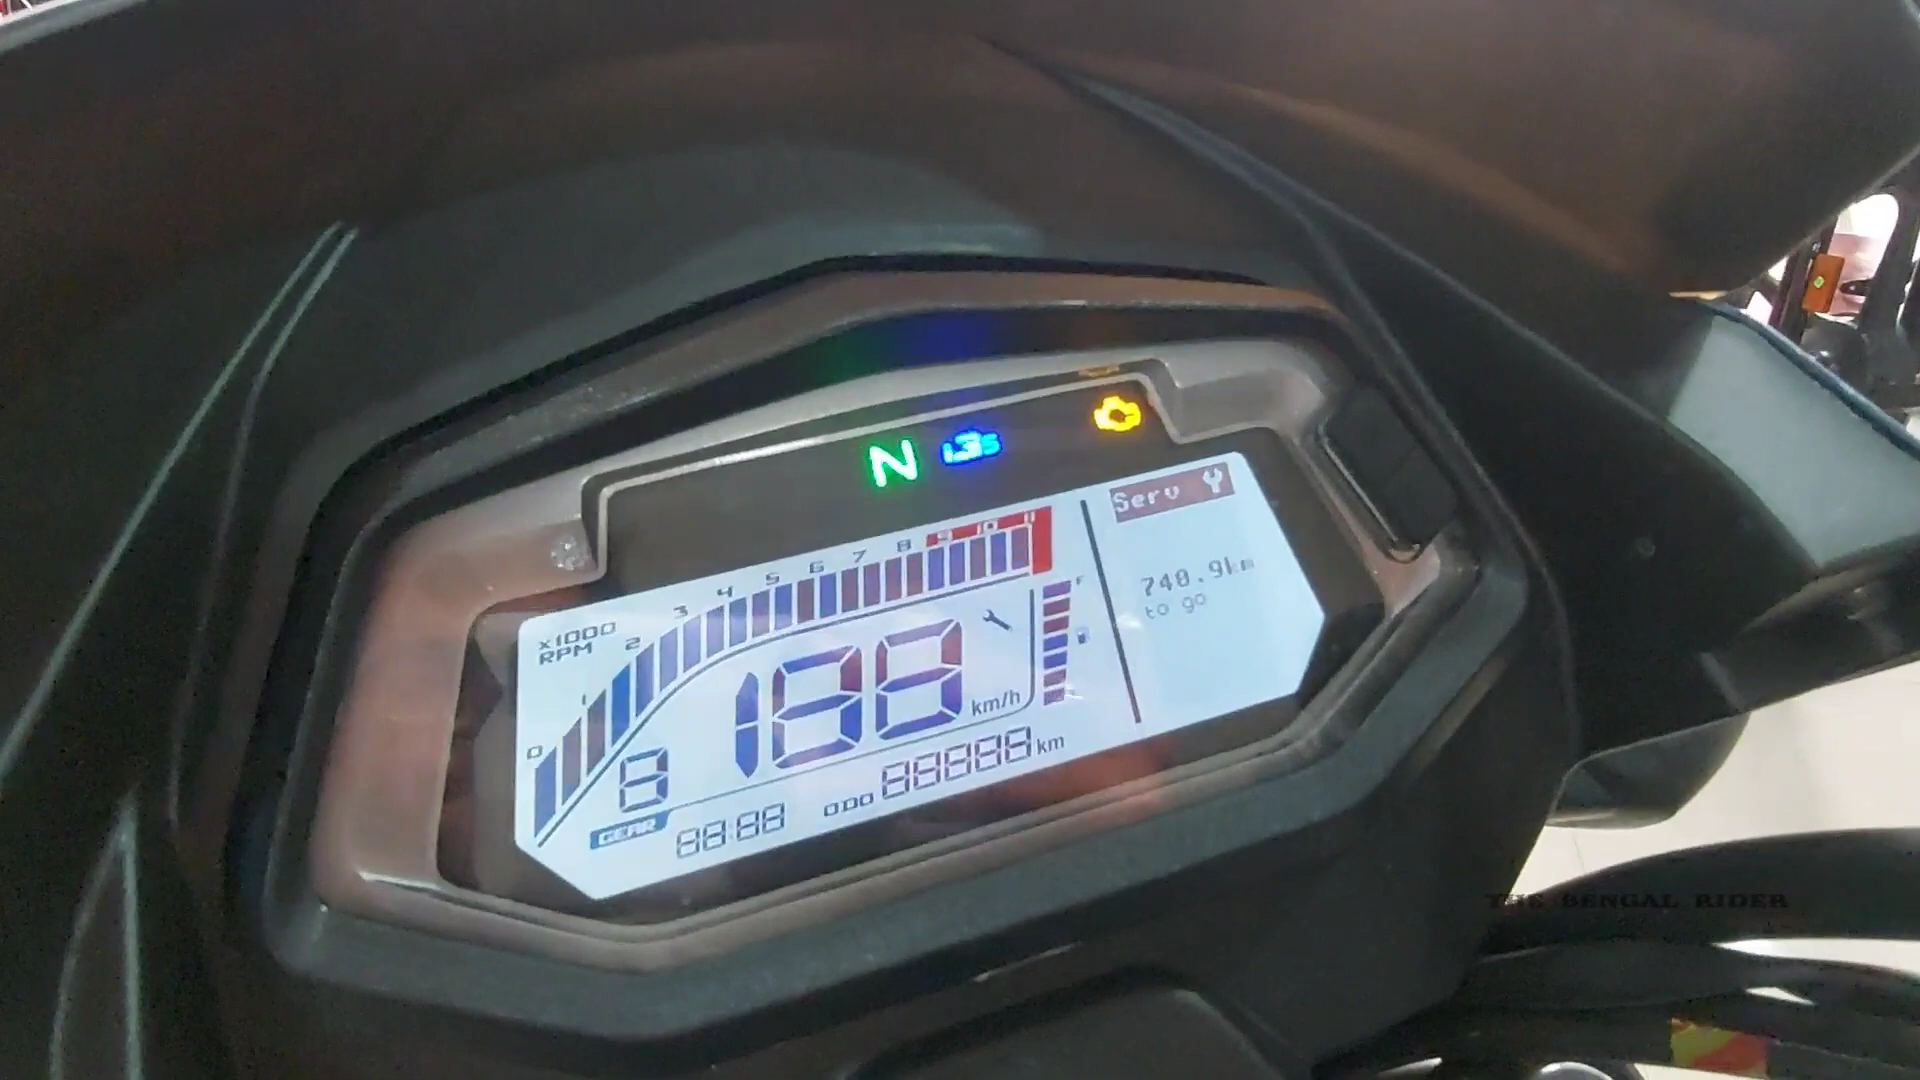 N i3s
Serv
x1000
RPM
0 1 2 3 4 5 6 7 8 9 10 11
F
740.9km
to go
188 km/h
8
GEAR
88:88
ODO 88888 km
THE BENGAL RIDER